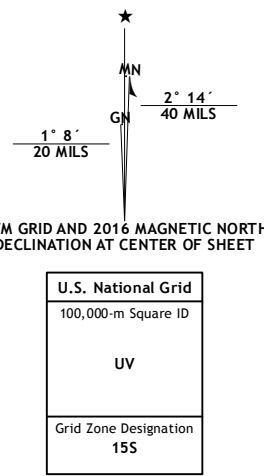 ★
MN
GN
2° 14´
40 MILS
1° 8´
20 MILS
TM GRID AND 2016 MAGNETIC NORTH
DECLINATION AT CENTER OF SHEET
U.S. National Grid
100,000-m Square ID
UV
Grid Zone Designation
15S